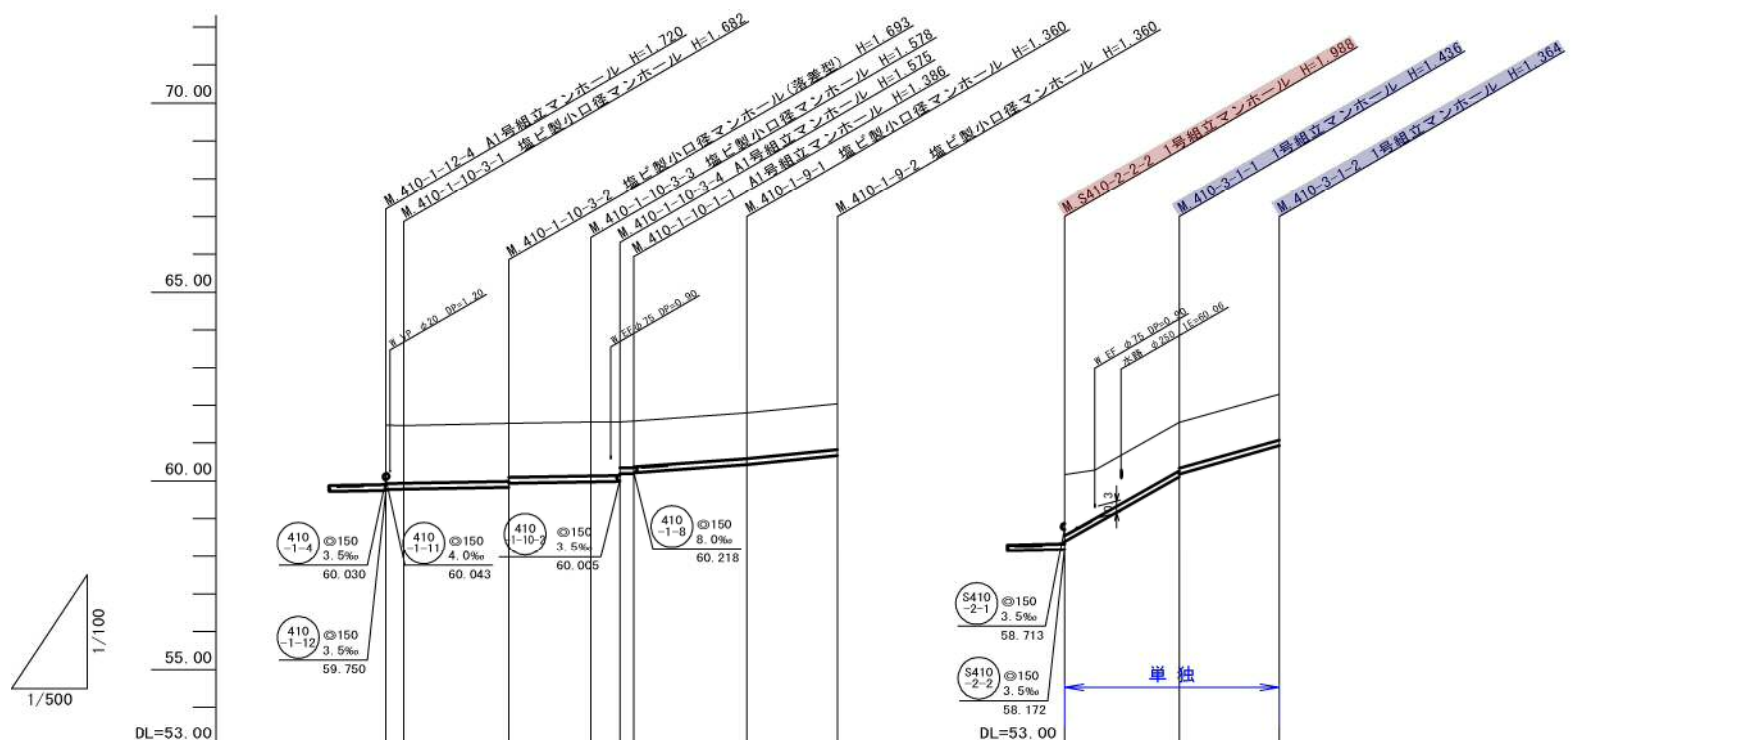 M.410-1-12-4 A1号組立マンホール H=1.720
M.410-1-10-3-1 塩ビ製小口径マンホール H=1.682
M.410-1-10-3-2 塩ビ製小口径マンホール(落差型) H=1.693
M.410-1-10-3-3 塩ビ製小口径マンホール H=1.578
M.410-1-10-3-4 A1号組立マンホール H=1.575
M.410-1-10-1-1 A1号組立マンホール H=1.386
M.410-1-9-1 塩ビ製小口径マンホール H=1.360
M.410-1-9-2 塩ビ製小口径マンホール H=1.360
M.S410-2-2-2 1号組立マンホール H=1.988
M.410-3-1-1 1号組立マンホール H=1.436
M.410-3-1-2 1号組立マンホール H=1.364
70.00
65.00
60.00
55.00
DL=53.00
W VP φ20 DP=1.20
W EF φ75 DP=0.90
W EF φ75 DP=0.90
水路 φ250 IE=60.06
410
-1-4
◎150
3.5‰
60.030
410
-1-11
◎150
4.0‰
60.043
410
-1-10-2
◎150
3.5‰
60.005
410
-1-8
◎150
8.0‰
60.218
410
-1-12
◎150
3.5‰
59.750
S410
-2-1
◎150
3.5‰
58.713
S410
-2-2
◎150
3.5‰
58.172
単独
DL=53.00
1/100
1/500